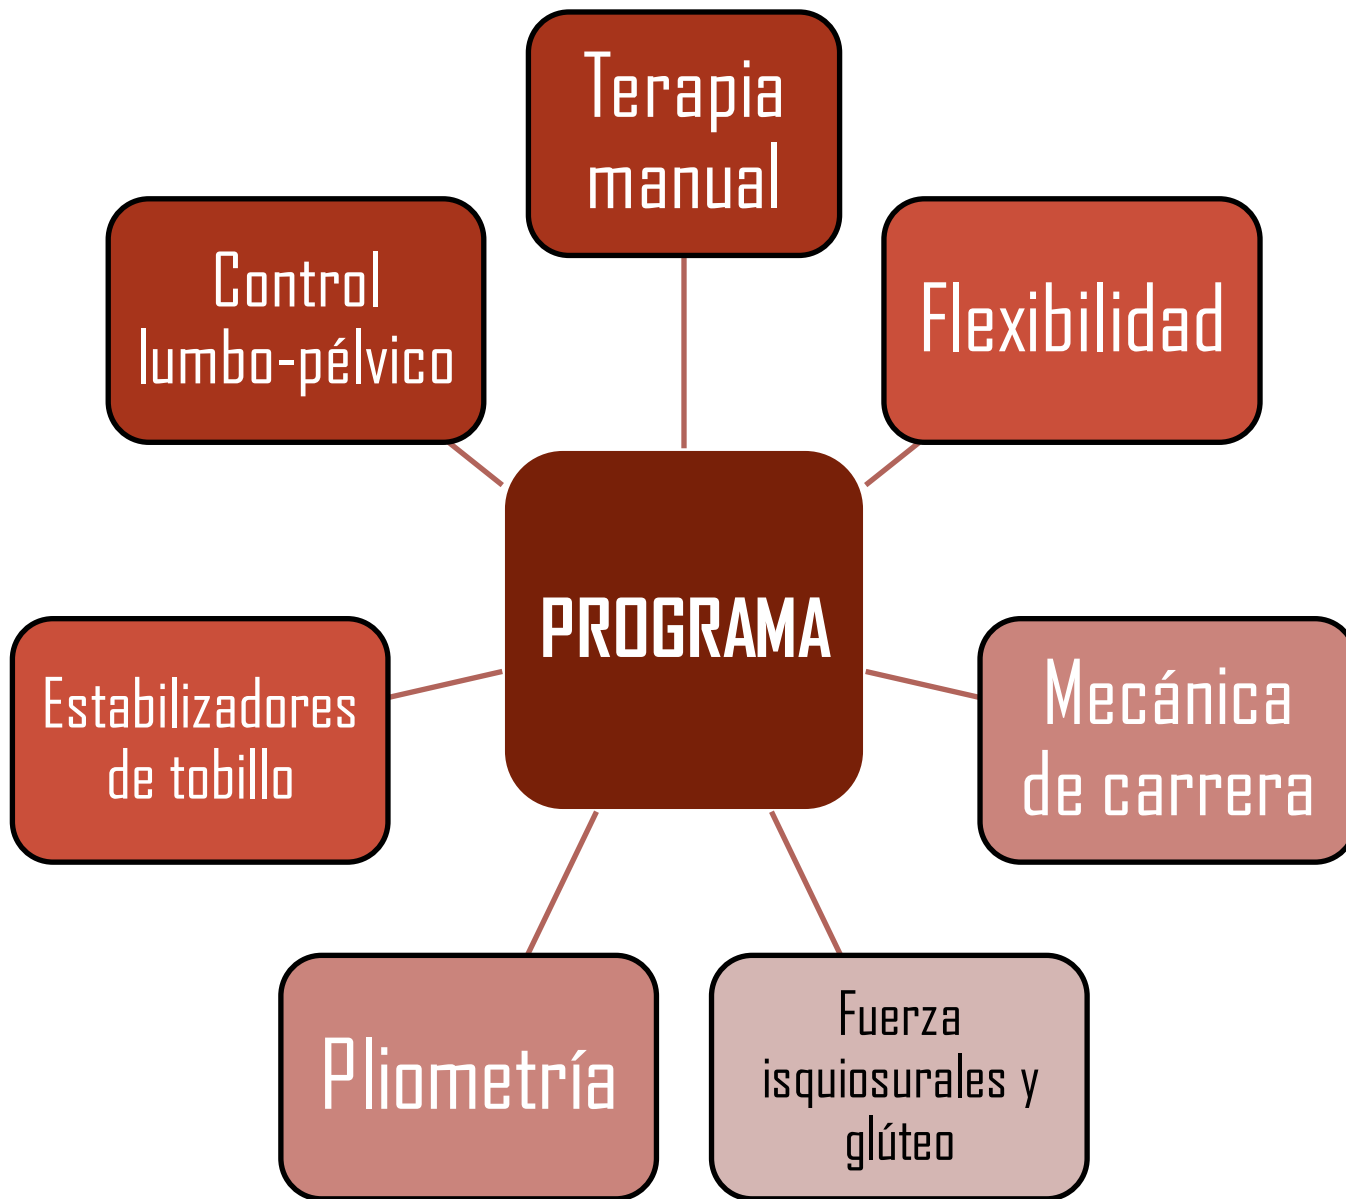 Terapia
manual
Control
lumbo-pélvico
Flexibilidad
PROGRAMA
Estabilizadores
de tobillo
Mecánica
de carrera
Pliometría
Fuerza
isquiosurales y
glúteo